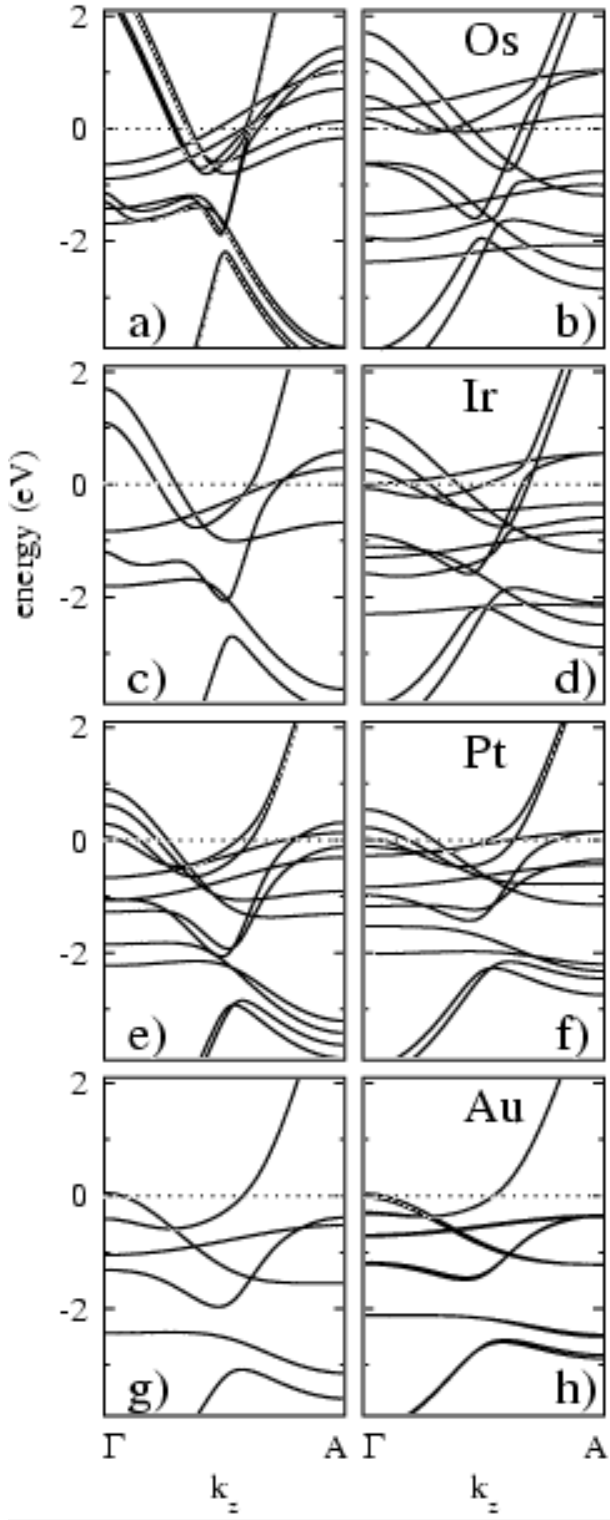 2
0
-2
a)
Os
b)
2
0
-2
c)
Ir
d)
energy (eV)
2
0
-2
e)
Pt
f)
2
0
-2
g)
Au
h)
Γ A Γ A
k_z k_z